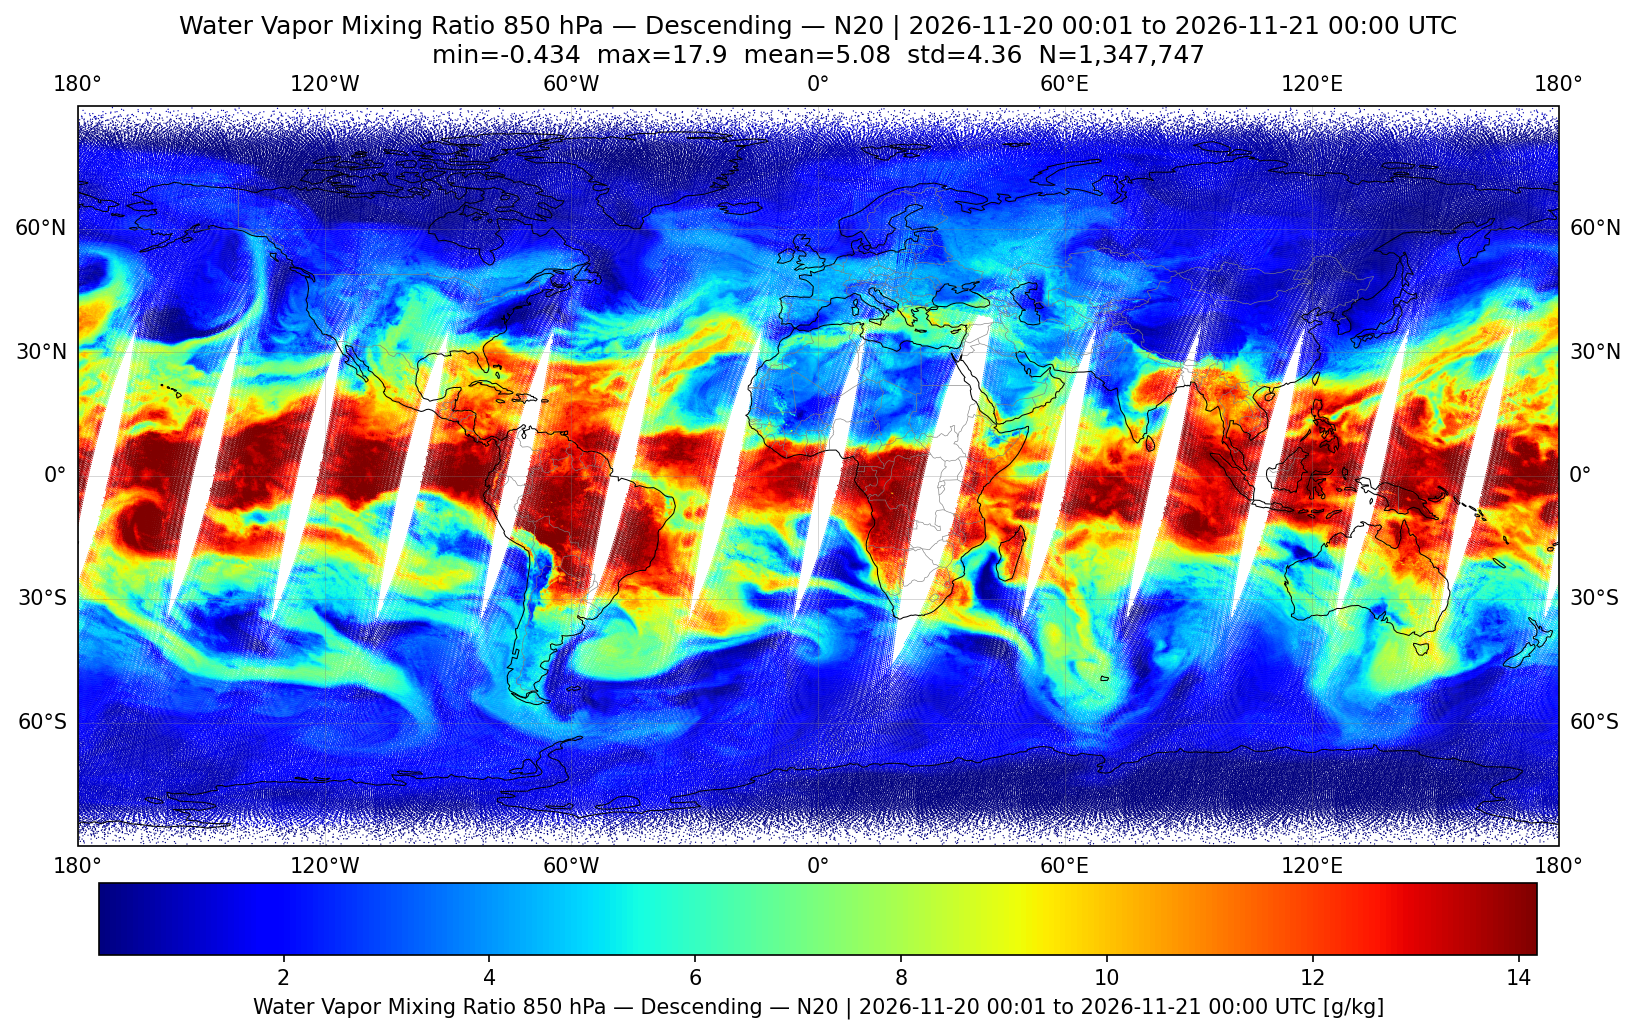 Water Vapor Mixing Ratio 850 hPa — Descending — N20 | 2026-11-20 00:01 to 2026-11-21 00:00 UTC
min=-0.434 max=17.9 mean=5.08 std=4.36 N=1,347,747
180° 120°W 60°W 0° 60°E 120°E 180°
60°N 60°N
30°N 30°N
0° 0°
30°S 30°S
60°S 60°S
180° 120°W 60°W 0° 60°E 120°E 180°
2 4 6 8 10 12 14
Water Vapor Mixing Ratio 850 hPa — Descending — N20 | 2026-11-20 00:01 to 2026-11-21 00:00 UTC [g/kg]